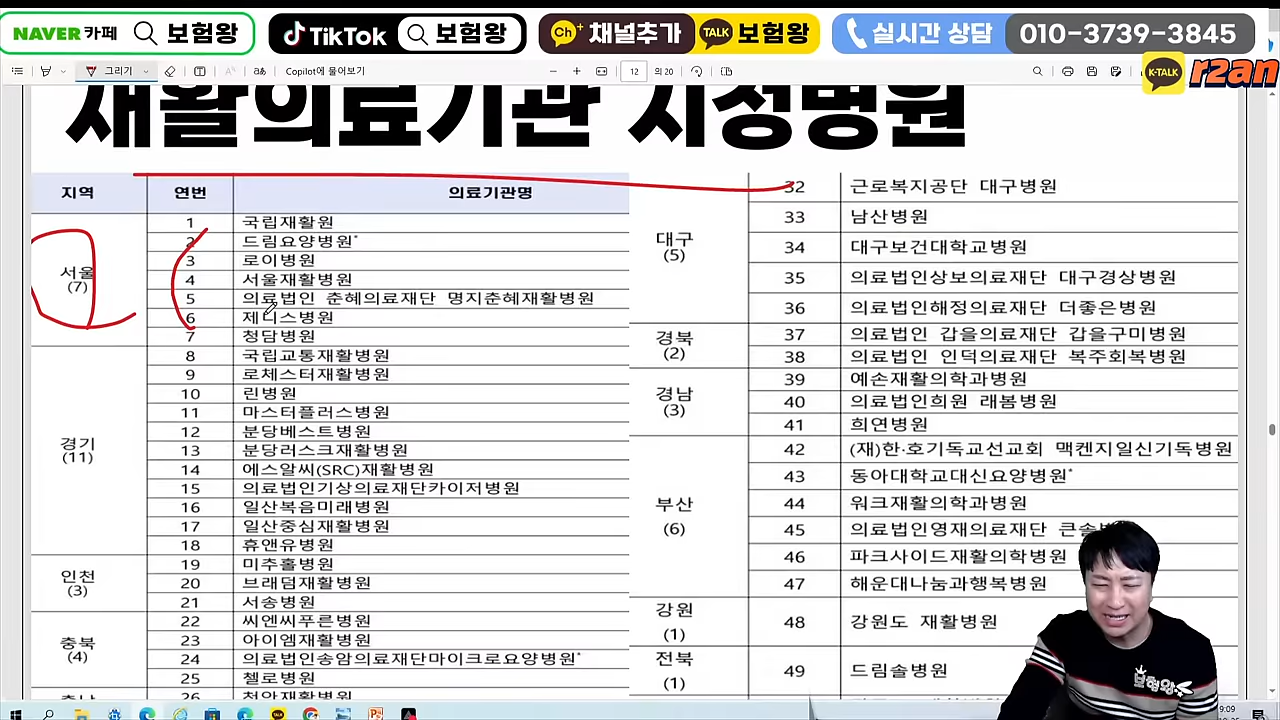 NAVER 카페 보험왕
TikTok 보험왕
Ch+ 채널추가 TALK 보험왕
실시간 상담 010-3739-3845
K-TALK r2an
그리기 Copilot에 물어보기 12 의 20
재활의료기관 지정병원
지역 연번 의료기관명
서울 (7)
1 국립재활원
2 드림요양병원*
3 로이병원
4 서울재활병원
5 의료법인 춘혜의료재단 명지춘혜재활병원
6 제니스병원
7 청담병원
경기 (11)
8 국립교통재활병원
9 로체스터재활병원
10 린병원
11 마스터플러스병원
12 분당베스트병원
13 분당러스크재활병원
14 에스알씨(SRC)재활병원
15 의료법인기상의료재단카이저병원
16 일산복음미래병원
17 일산중심재활병원
18 휴앤유병원
인천 (3)
19 미추홀병원
20 브래덤재활병원
21 서송병원
충북 (4)
22 씨엔씨푸른병원
23 아이엠재활병원
24 의료법인송암의료재단마이크로요양병원*
25 첼로병원
26 천안재활병원
대구 (5)
32 근로복지공단 대구병원
33 남산병원
34 대구보건대학교병원
35 의료법인상보의료재단 대구경상병원
36 의료법인해정의료재단 더좋은병원
경북 (2)
37 의료법인 갑을의료재단 갑을구미병원
38 의료법인 인덕의료재단 복주회복병원
경남 (3)
39 예손재활의학과병원
40 의료법인희원 래봄병원
41 희연병원
부산 (6)
42 (재)한·호기독교선교회 맥켄지일신기독병원
43 동아대학교대신요양병원*
44 워크재활의학과병원
45 의료법인영재의료재단 큰솔병원
46 파크사이드재활의학병원
47 해운대나눔과행복병원
강원 (1)
48 강원도 재활병원
전북 (1)
49 드림솔병원
보험왕
9:09